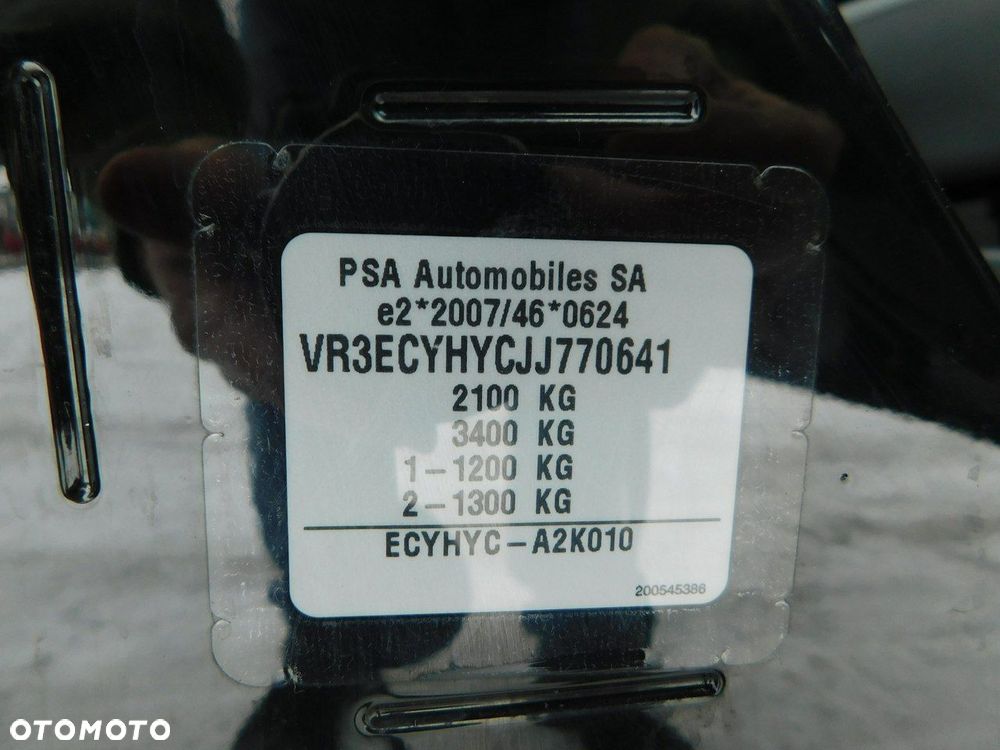 PSA Automobiles SA
e2*2007/46*0624
VR3ECYHYCJJ770641
2100 KG
3400 KG
1-1200 KG
2-1300 KG
ECYHYC-A2K010
200545386
OTOMOTO